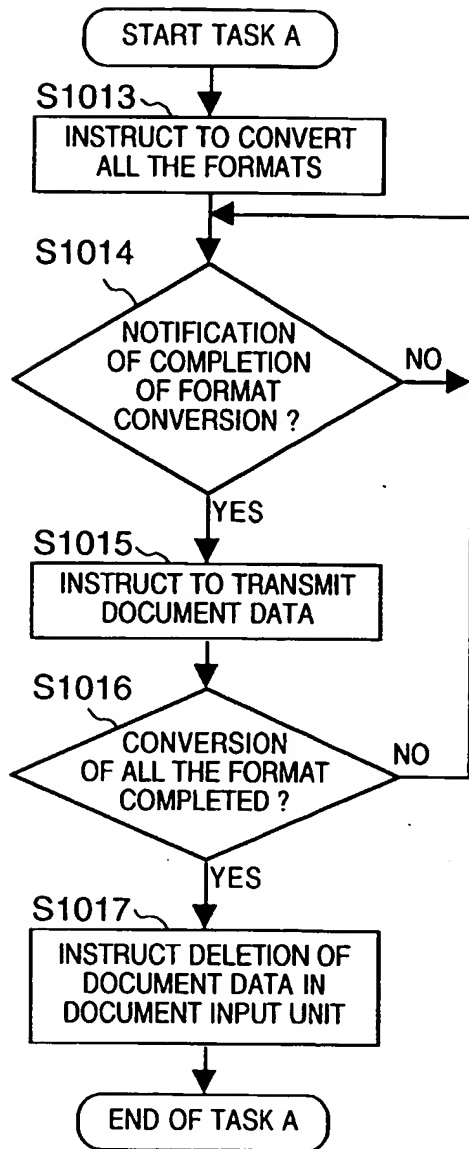 START TASK A
S1013
INSTRUCT TO CONVERT
ALL THE FORMATS
S1014
NOTIFICATION
OF COMPLETION
OF FORMAT
CONVERSION ?
NO
YES
S1015
INSTRUCT TO TRANSMIT
DOCUMENT DATA
S1016
CONVERSION
OF ALL THE FORMAT
COMPLETED ?
NO
YES
S1017
INSTRUCT DELETION OF
DOCUMENT DATA IN
DOCUMENT INPUT UNIT
END OF TASK A